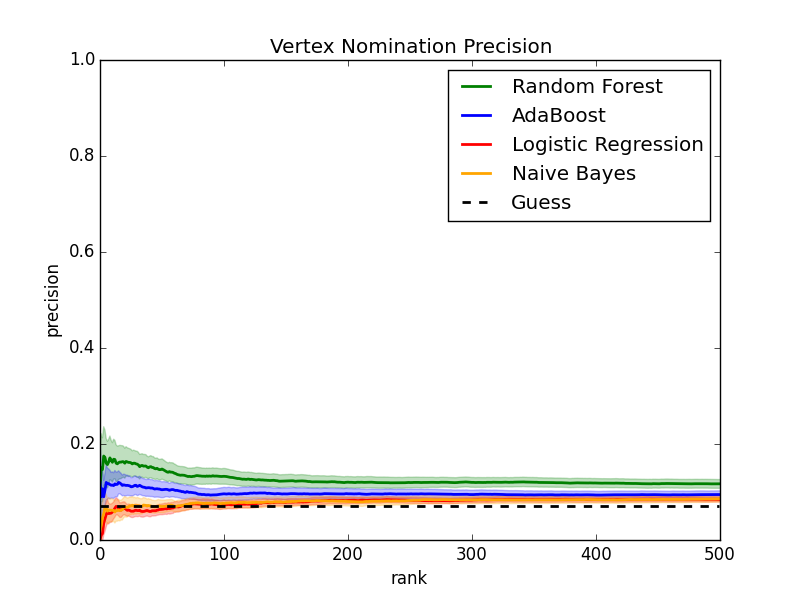 Vertex Nomination Precision
1.0
0.8
0.6
0.4
0.2
0.0
precision
Random Forest
AdaBoost
Logistic Regression
Naive Bayes
Guess
0 100 200 300 400 500
rank